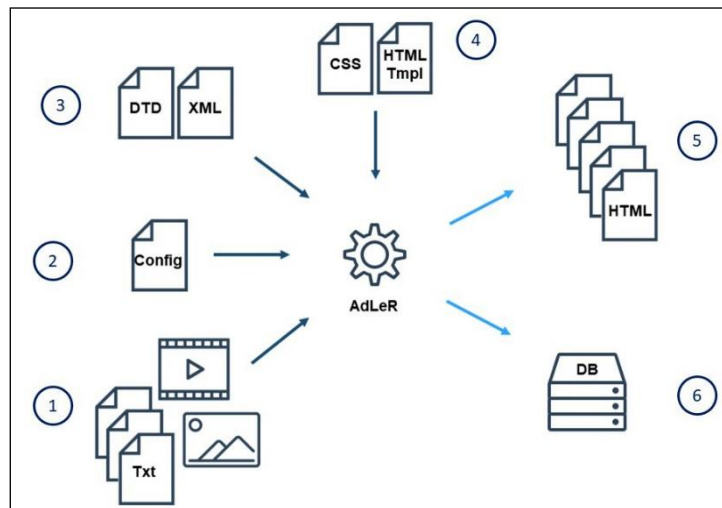 4
CSS
HTML
Tmpl
3
DTD
XML
5
HTML
2
Config
AdLeR
1
Txt
DB
6